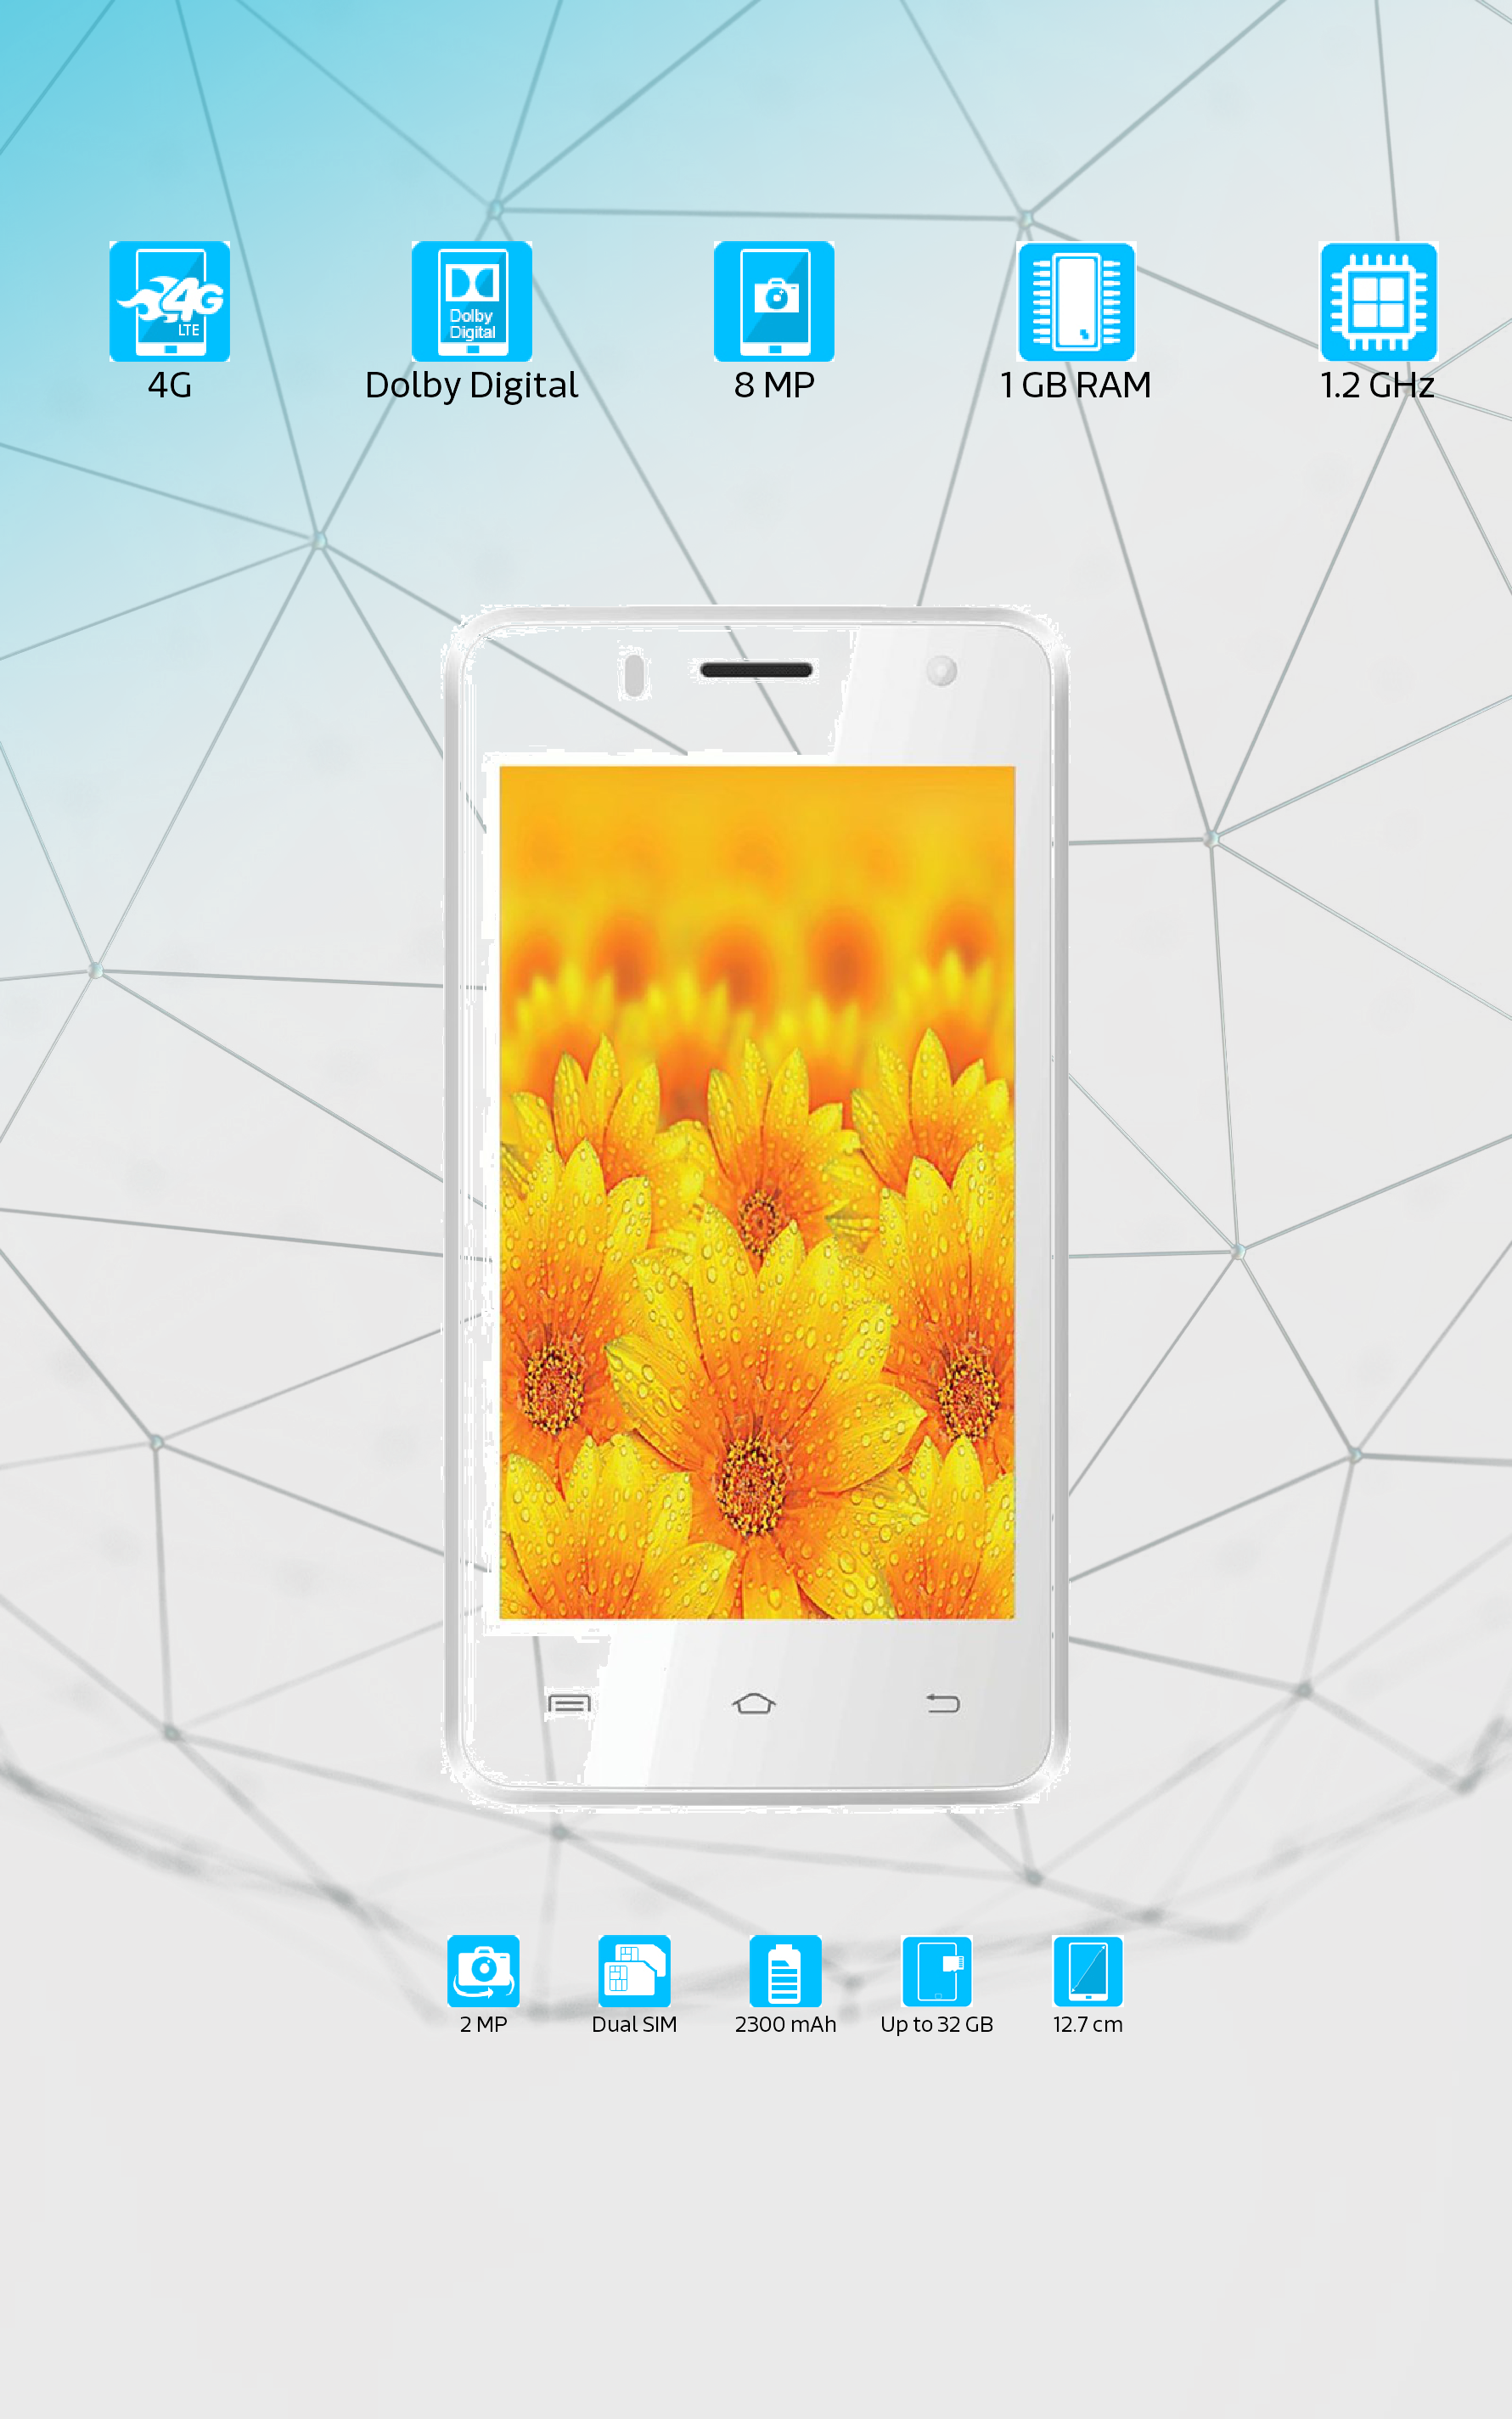 4G
LTE
Dolby
Digital
4G
Dolby Digital
8 MP
1 GB RAM
1.2 GHz
2 MP
Dual SIM
2300 mAh
Up to 32 GB
12.7 cm